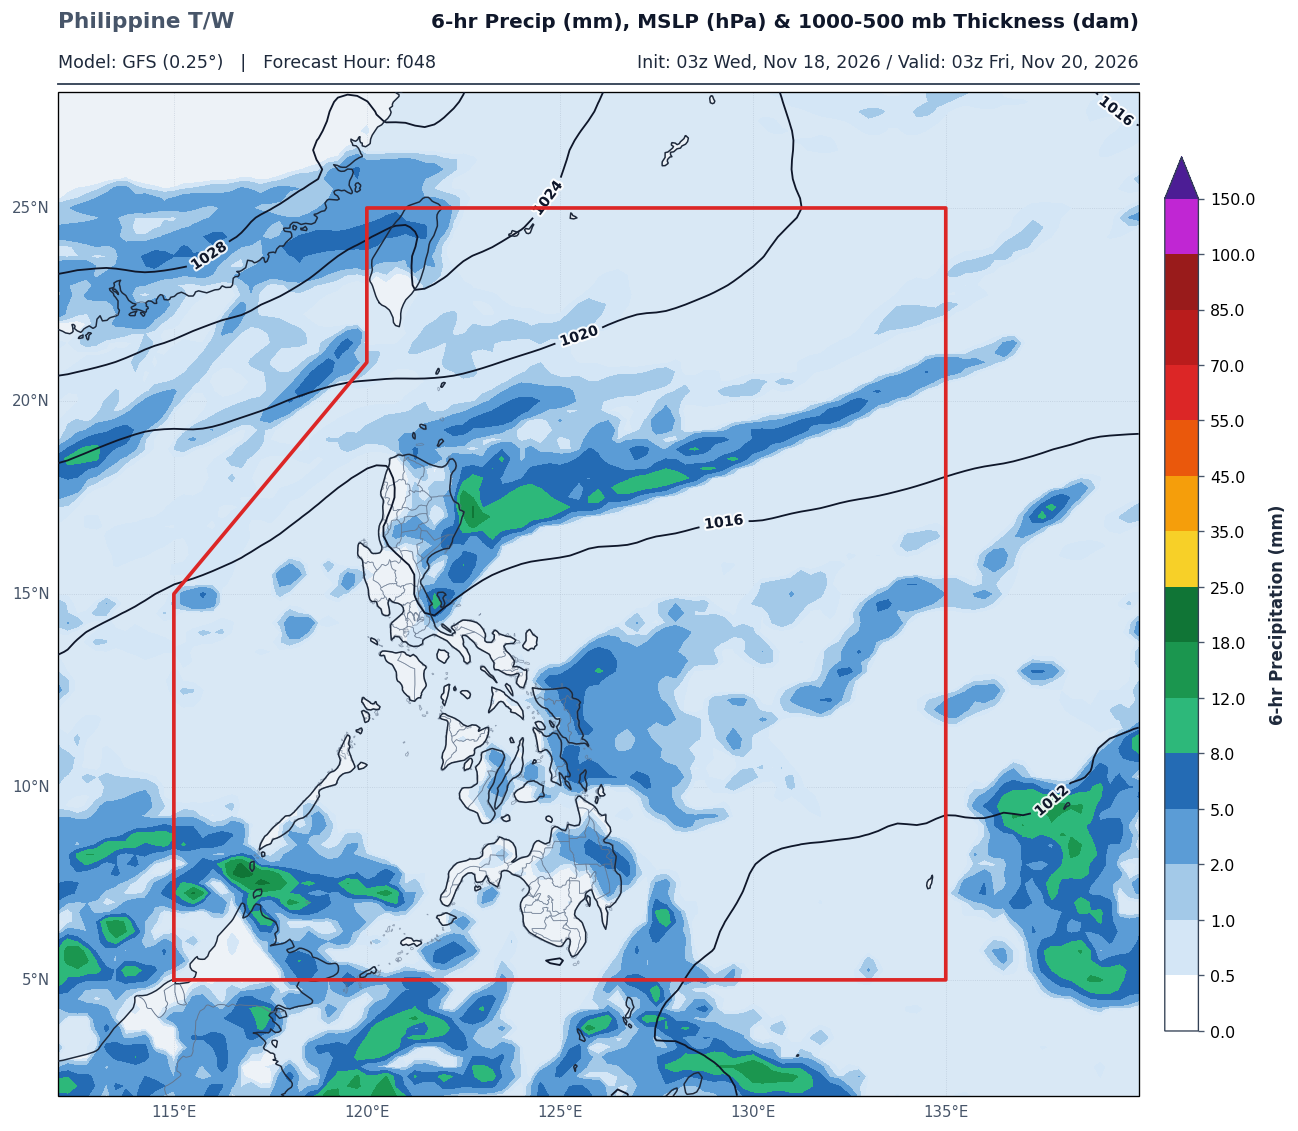 Philippine T/W
6-hr Precip (mm), MSLP (hPa) & 1000-500 mb Thickness (dam)
Model: GFS (0.25°) | Forecast Hour: f048
Init: 03z Wed, Nov 18, 2026 / Valid: 03z Fri, Nov 20, 2026
1016
1024
1028
1020
1016
1012
25°N
20°N
15°N
10°N
5°N
115°E
120°E
125°E
130°E
135°E
150.0
100.0
85.0
70.0
55.0
45.0
35.0
25.0
18.0
12.0
8.0
5.0
2.0
1.0
0.5
0.0
6-hr Precipitation (mm)